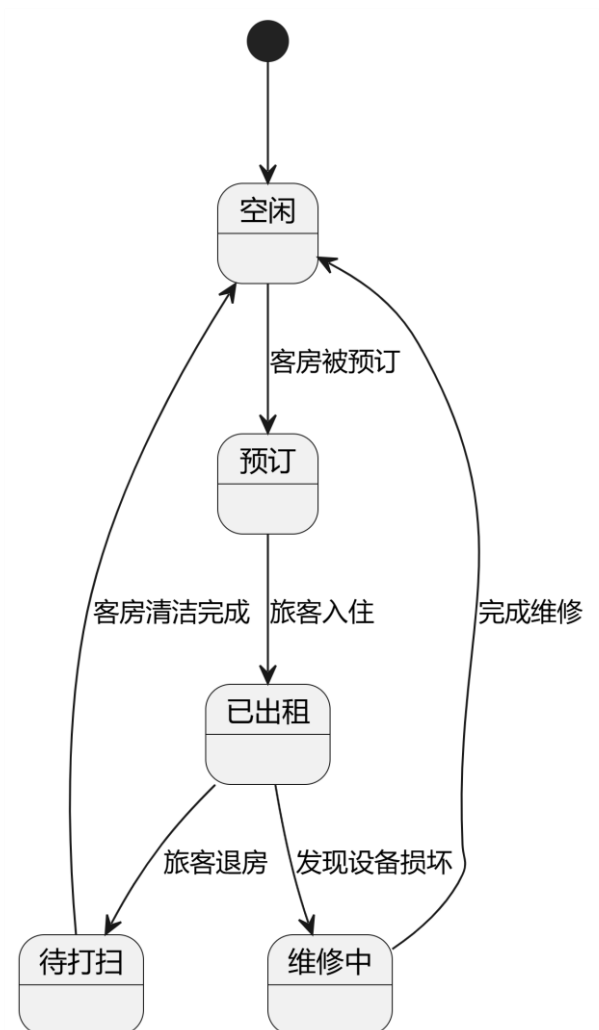 空闲
客房被预订
预订
客房清洁完成
旅客入住
完成维修
已出租
旅客退房
发现设备损坏
待打扫
维修中